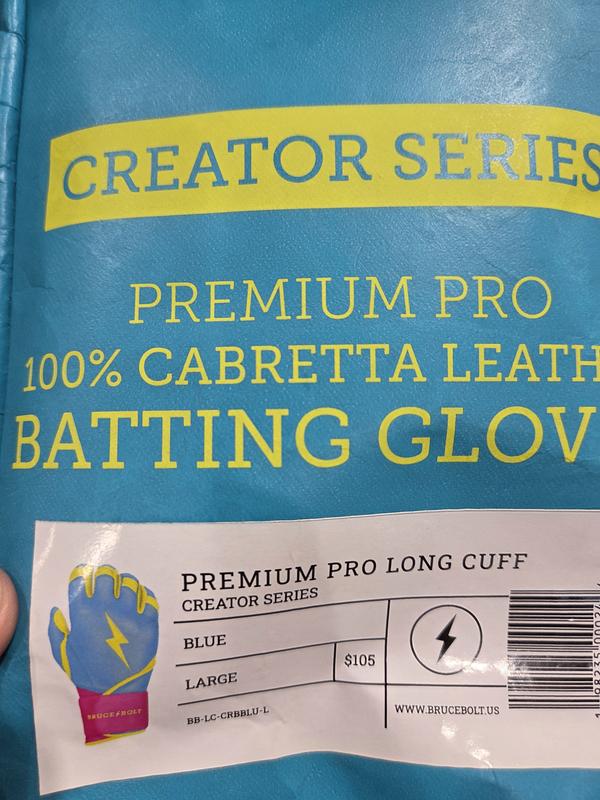 CREATOR SERIES
PREMIUM PRO
100% CABRETTA LEATH
BATTING GLOV
PREMIUM PRO LONG CUFF
CREATOR SERIES
BLUE
$105
LARGE
BB-LC-CRBBLU-L
WWW.BRUCEBOLT.US
BRUCE BOLT